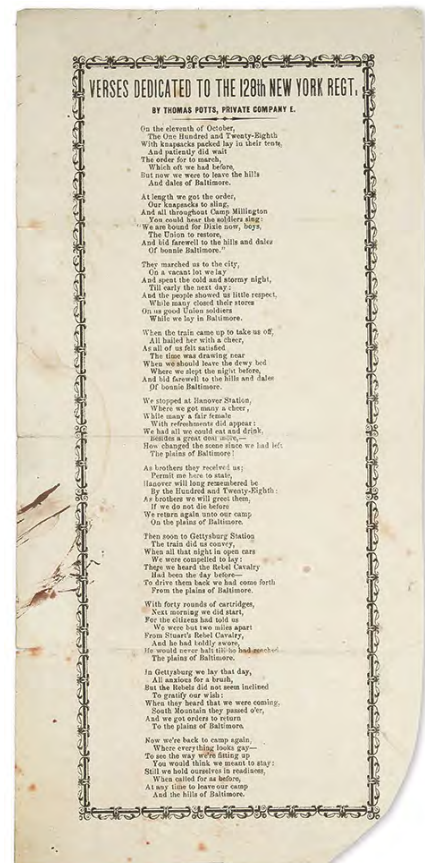 VERSES DEDICATED TO THE 128th NEW YORK REGT.
BY THOMAS POTTS, PRIVATE COMPANY E.
On the eleventh of October,
The One Hundred and Twenty-Eighth
With knapsacks packed lay in their tents,
And patiently did wait
The order for to march,
Which oft we had before,
But now we were to leave the hills
And dales of Baltimore.
At length we got the order,
Our knapsacks to sling,
And all throughout Camp Millington
You could hear the soldiers sing:
"We are bound for Dixie now, boys,
The Union to restore,
And bid farewell to the hills and dales
Of bonnie Baltimore."
They marched us to the city,
On a vacant lot we lay
And spent the cold and stormy night,
Till early the next day:
And the people showed us little respect,
While many closed their stores
On us good Union soldiers
While we lay in Baltimore.
When the train came up to take us off,
All hailed her with a cheer,
As all of us felt satisfied
The time was drawing near
When we should leave the dewy bed
Where we slept the night before,
And bid farewell to the hills and dales
Of bonnie Baltimore.
We stopped at Hanover Station,
Where we got many a cheer,
While many a fair female
With refreshments did appear:
We had all we could eat and drink,
Besides a great deal more,—
How changed the scene since we had left
The plains of Baltimore!
As brothers they received us;
Permit me here to state,
Hanover will long remembered be
By the Hundred and Twenty-Eighth:
As brothers we will greet them,
If we do not die before
We return again unto our camp
On the plains of Baltimore.
Then soon to Gettysburg Station
The train did us convey,
When all that night in open cars
We were compelled to lay:
There we heard the Rebel Cavalry
Had been the day before—
To drive them back we had come forth
From the plains of Baltimore.
With forty rounds of cartridges,
Next morning we did start,
For the citizens had told us
We were but two miles apart
From Stuart's Rebel Cavalry,
And he had boldly swore,
He would never halt till he had reached
The plains of Baltimore.
In Gettysburg we lay that day,
All anxious for a brush,
But the Rebels did not seem inclined
To gratify our wish:
When they heard that we were coming,
South Mountain they passed o'er,
And we got orders to return
To the plains of Baltimore.
Now we're back to camp again,
Where everything looks gay—
To see the way we're fitting up
You would think we meant to stay:
Still we hold ourselves in readiness,
When called for as before,
At any time to leave our camp
And the hills of Baltimore.